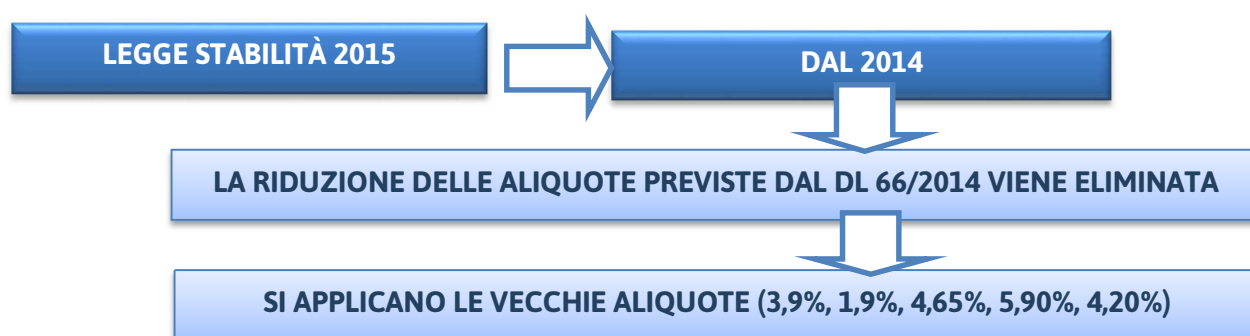 LEGGE STABILITÀ 2015
DAL 2014
LA RIDUZIONE DELLE ALIQUOTE PREVISTE DAL DL 66/2014 VIENE ELIMINATA
SI APPLICANO LE VECCHIE ALIQUOTE (3,9%, 1,9%, 4,65%, 5,90%, 4,20%)